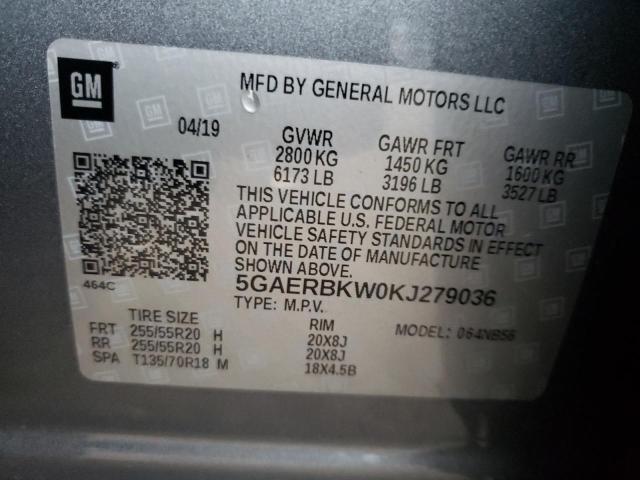 GM
MFD BY GENERAL MOTORS LLC
04/19
GVWR GAWR FRT GAWR RR
2800 KG 1450 KG 1600 KG
6173 LB 3196 LB 3527 LB
THIS VEHICLE CONFORMS TO ALL
APPLICABLE U.S. FEDERAL MOTOR
VEHICLE SAFETY STANDARDS IN EFFECT
ON THE DATE OF MANUFACTURE
SHOWN ABOVE.
464C
5GAERBKW0KJ279036
TYPE: M.P.V.
TIRE SIZE RIM MODEL: 064NB56
FRT 255/55R20 H 20X8J
RR 255/55R20 H 20X8J
SPA T135/70R18 M 18X4.5B